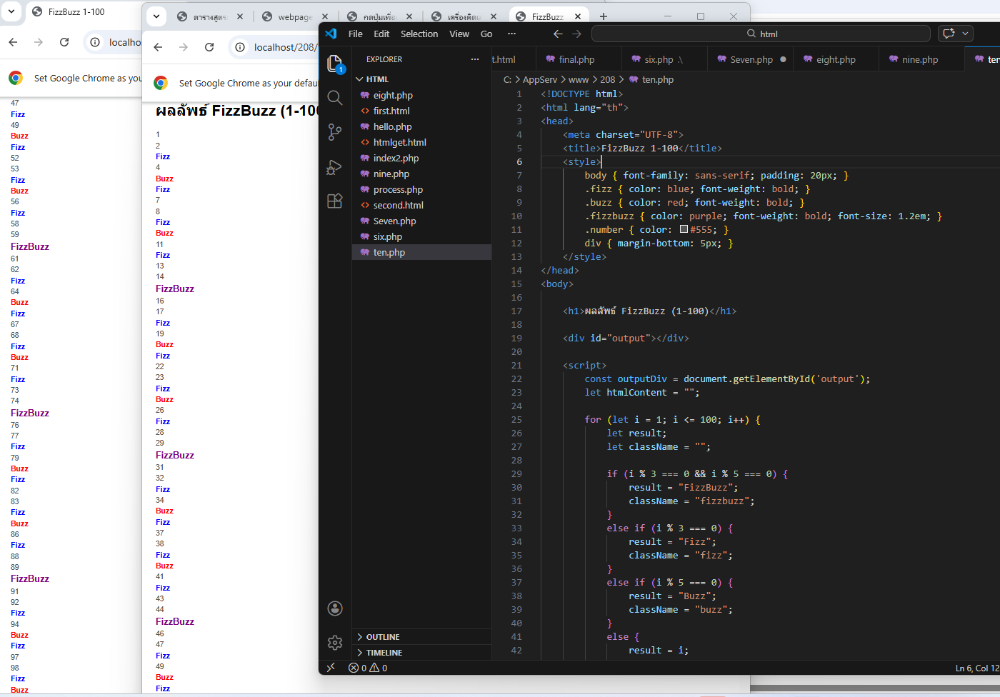 FizzBuzz 1-100
localho
Set Google Chrome as you
47
Fizz
49
Buzz
Fizz
52
53
Fizz
Buzz
56
Fizz
58
59
FizzBuzz
61
62
Fizz
64
Buzz
Fizz
67
68
Fizz
Buzz
71
Fizz
73
74
FizzBuzz
76
77
Fizz
79
Buzz
Fizz
82
83
Fizz
Buzz
86
Fizz
88
89
FizzBuzz
91
92
Fizz
94
Buzz
Fizz
97
98
Fizz
Buzz
ตารางสูตร
webpage
กดปุ่มเพื่อ
เครื่องคิดเล
FizzBuzz
localhost/208/
Set Google Chrome as your defau
ผลลัพธ์ FizzBuzz (1-100
1
2
Fizz
4
Buzz
Fizz
7
8
Fizz
Buzz
11
Fizz
13
14
FizzBuzz
16
17
Fizz
19
Buzz
Fizz
22
23
Fizz
Buzz
26
Fizz
28
29
FizzBuzz
31
32
Fizz
34
Buzz
Fizz
37
38
Fizz
Buzz
41
Fizz
43
44
FizzBuzz
46
47
Fizz
49
Buzz
Fizz
File Edit Selection View Go ···
html
EXPLORER ···
HTML
eight.php
first.html
hello.php
htmlget.html
index2.php
nine.php
process.php
second.html
Seven.php
six.php
ten.php
OUTLINE
TIMELINE
1
t.html final.php six.php .\ Seven.php eight.php nine.php ten
C: > AppServ > www > 208 > ten.php
1 <!DOCTYPE html>
2 <html lang="th">
3 <head>
4 <meta charset="UTF-8">
5 <title>FizzBuzz 1-100</title>
6 <style>
7 body { font-family: sans-serif; padding: 20px; }
8 .fizz { color: blue; font-weight: bold; }
9 .buzz { color: red; font-weight: bold; }
10 .fizzbuzz { color: purple; font-weight: bold; font-size: 1.2em; }
11 .number { color: #555; }
12 div { margin-bottom: 5px; }
13 </style>
14 </head>
15 <body>
16
17 <h1>ผลลัพธ์ FizzBuzz (1-100)</h1>
18
19 <div id="output"></div>
20
21 <script>
22 const outputDiv = document.getElementById('output');
23 let htmlContent = "";
24
25 for (let i = 1; i <= 100; i++) {
26 let result;
27 let className = "";
28
29 if (i % 3 === 0 && i % 5 === 0) {
30 result = "FizzBuzz";
31 className = "fizzbuzz";
32 }
33 else if (i % 3 === 0) {
34 result = "Fizz";
35 className = "fizz";
36 }
37 else if (i % 5 === 0) {
38 result = "Buzz";
39 className = "buzz";
40 }
41 else {
42 result = i;
0 0
Ln 6, Col 12